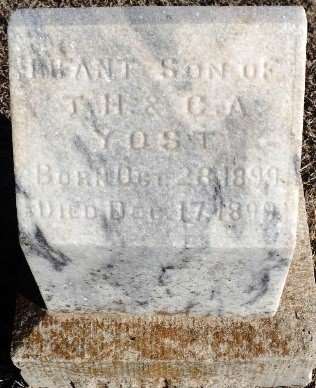 INFANT SON OF
T.H. & C.A.
YOST
BORN OCT. 28, 1899.
DIED DEC. 17, 1899.